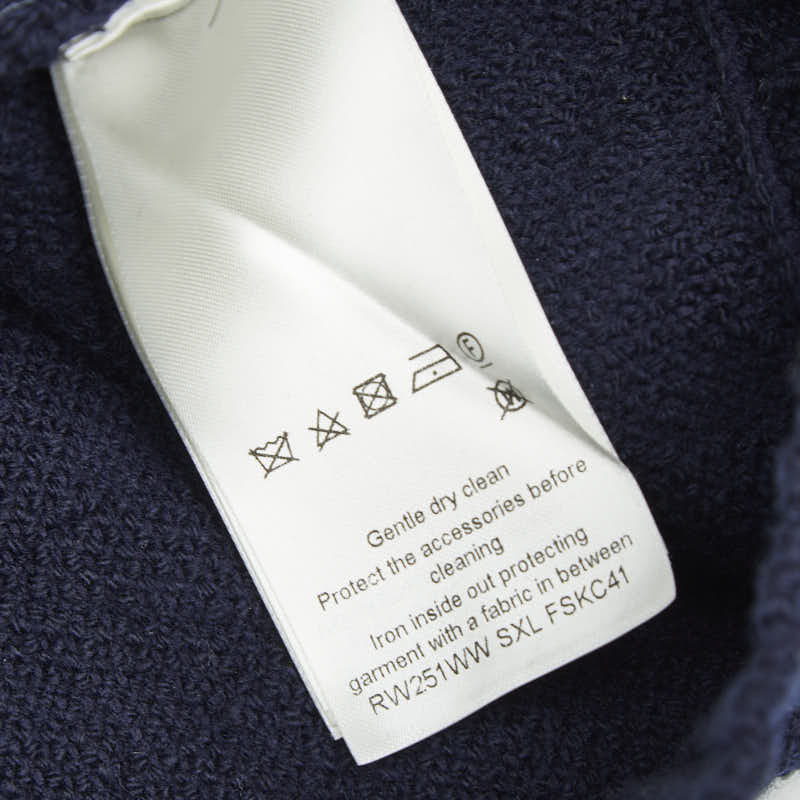 F
W
Gentle dry clean
Protect the accessories before
cleaning
Iron inside out protecting
garment with a fabric in between
RW251WW SXL FSKC41